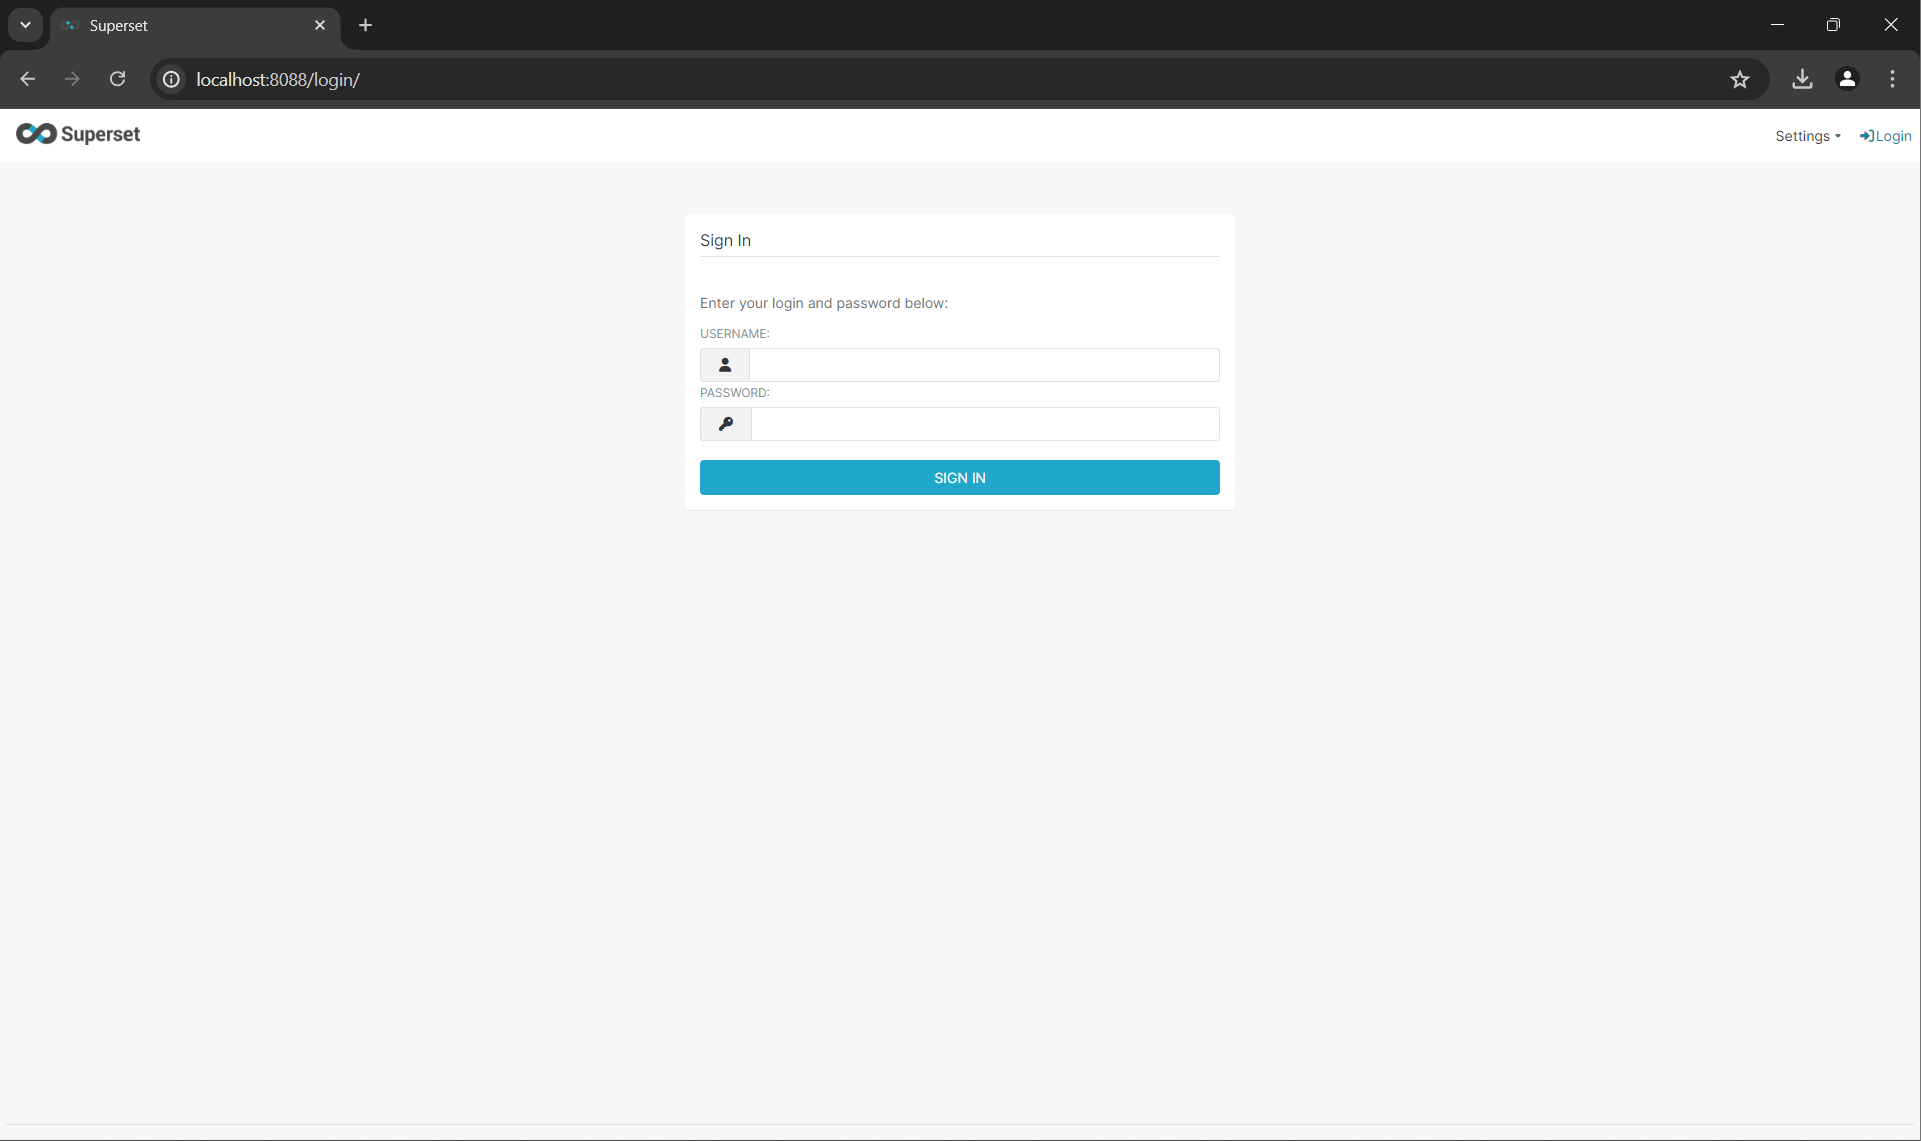 Superset
localhost:8088/login/
Superset
Settings
Login
Sign In
Enter your login and password below:
USERNAME:
PASSWORD:
SIGN IN